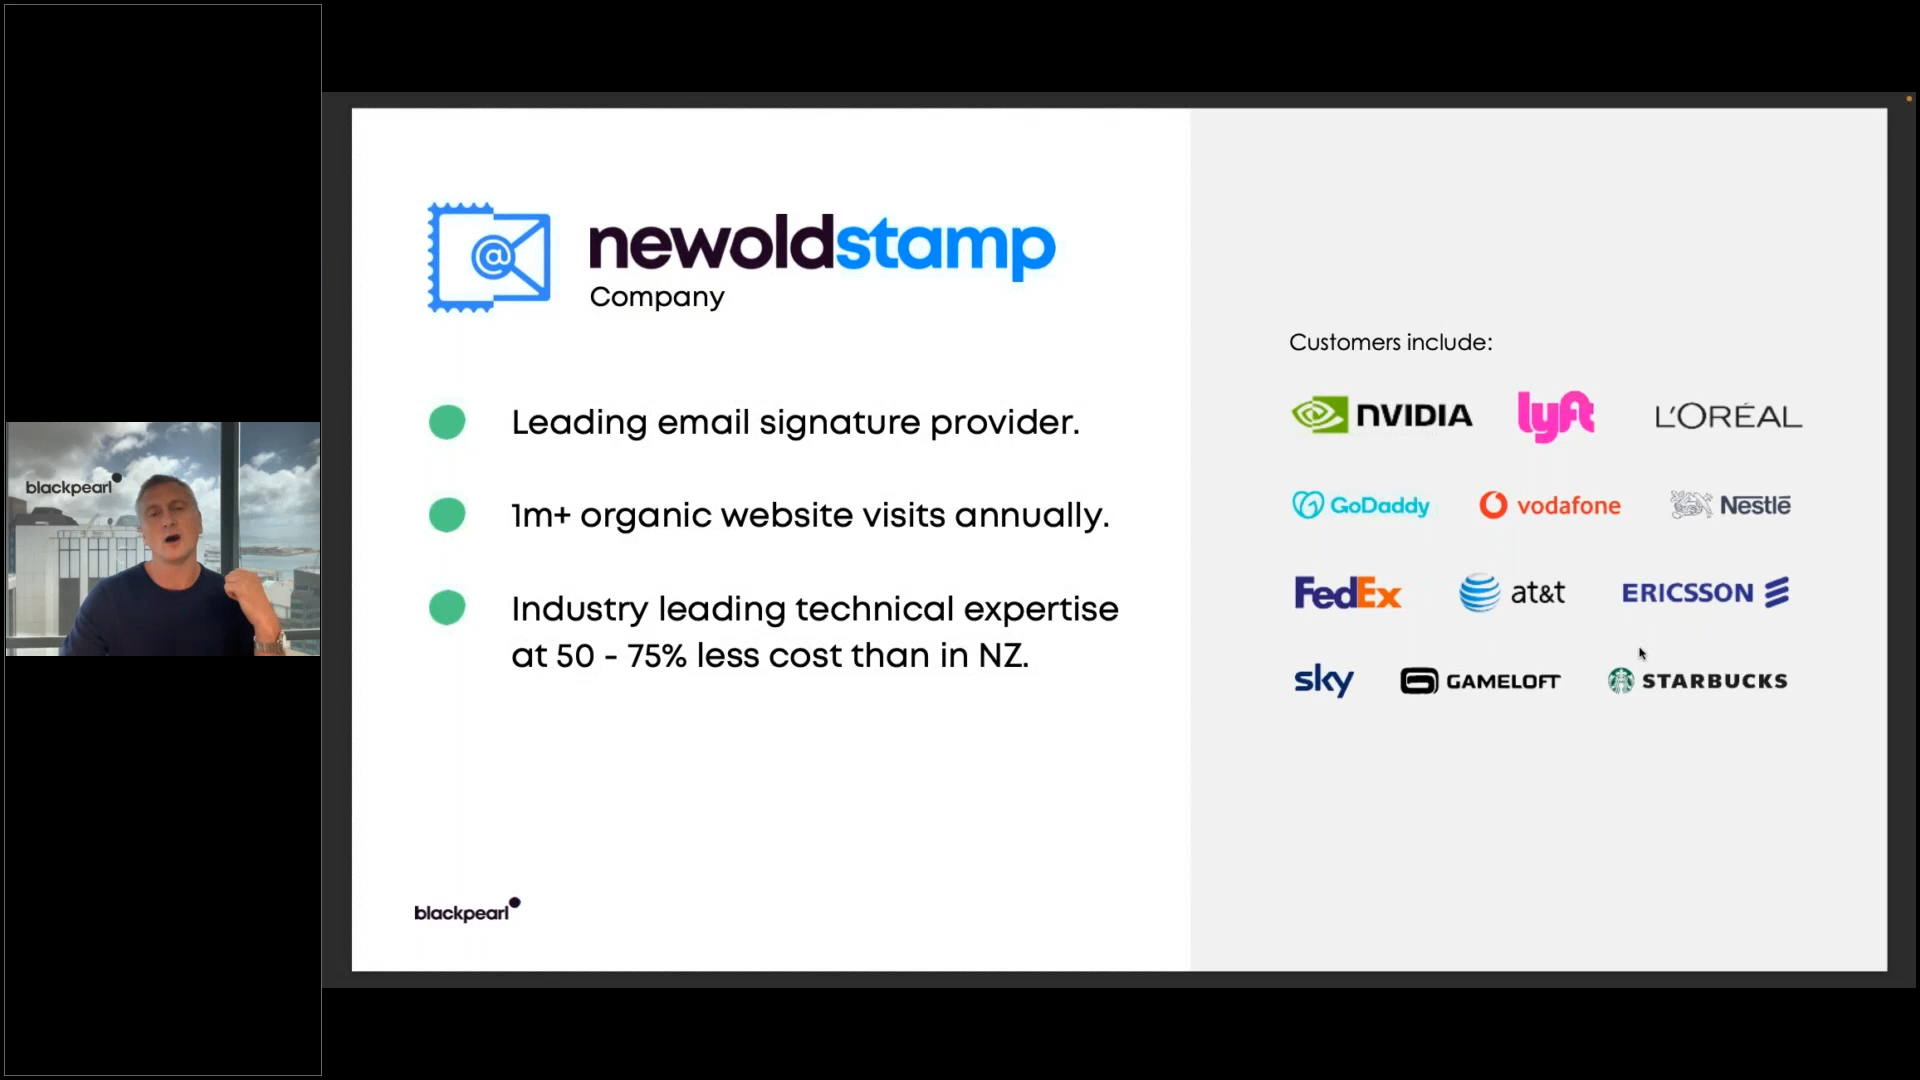 blackpearl
newoldstamp
Company
Leading email signature provider.
1m+ organic website visits annually.
Industry leading technical expertise
at 50 - 75% less cost than in NZ.
blackpearl
Customers include:
NVIDIA lyft L'ORÉAL
GoDaddy vodafone Nestlé
FedEx at&t ERICSSON
sky GAMELOFT STARBUCKS